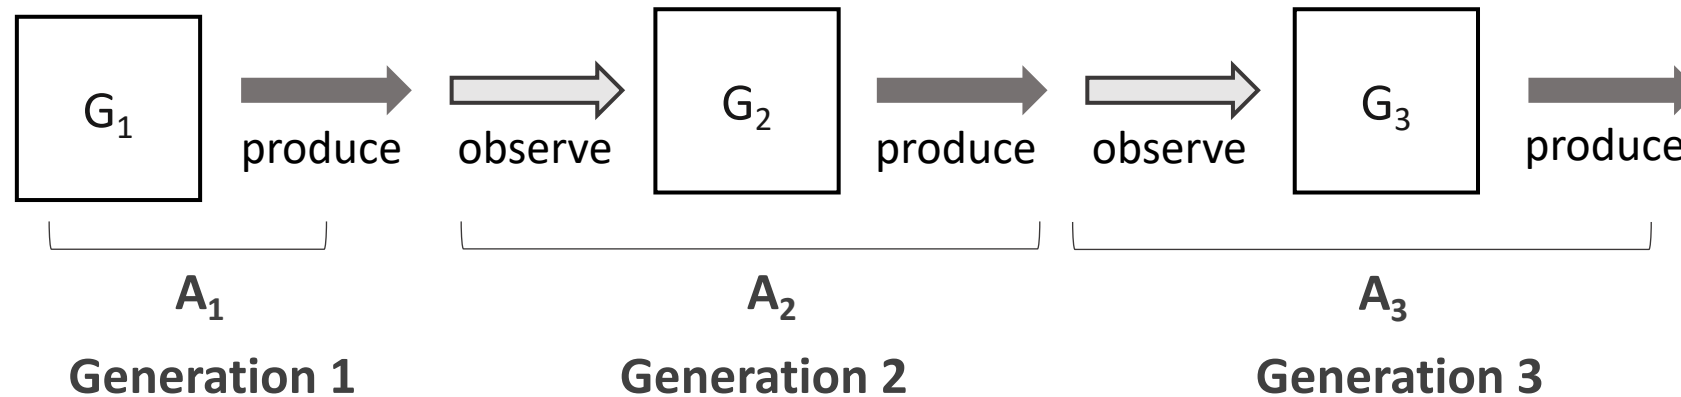 G₁ G₂ G₃
produce observe produce observe produce
A₁ A₂ A₃
Generation 1 Generation 2 Generation 3